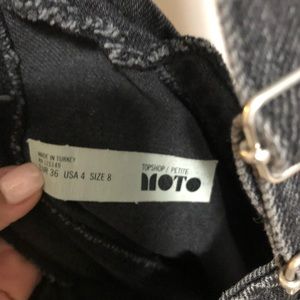 MADE IN TURKEY
36 USA 4 SIZE 8
TOPSHOP / PETITE
MOTO